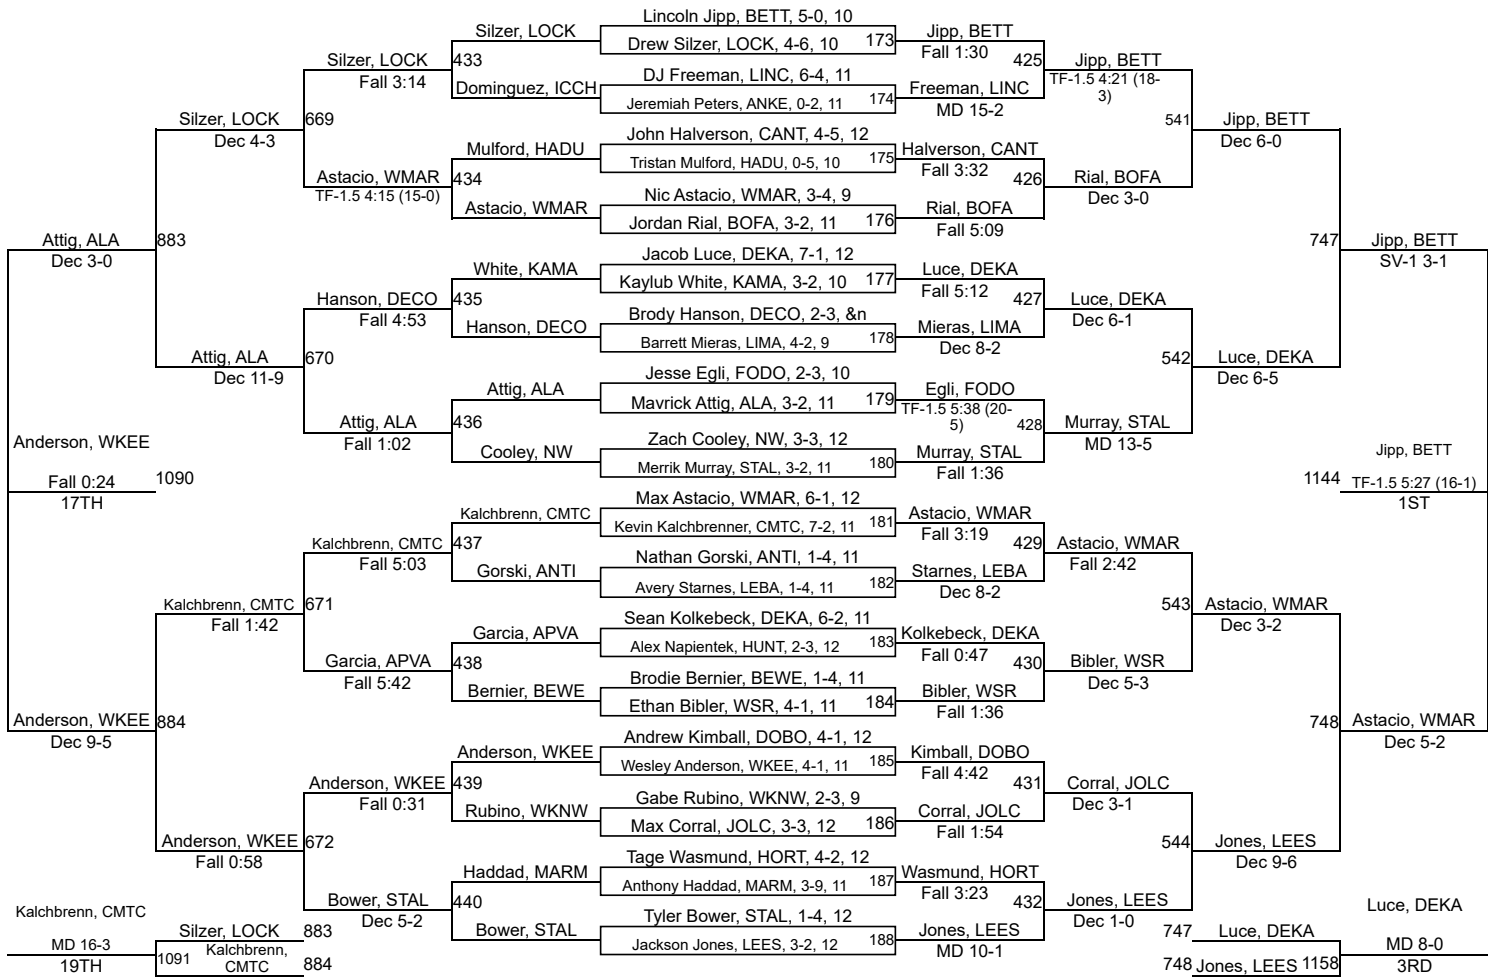 Lincoln Jipp, BETT, 5-0, 10
Silzer, LOCK
Drew Silzer, LOCK, 4-6, 10
173
Jipp, BETT
Fall 1:30
Silzer, LOCK
Fall 3:14
433
425
Jipp, BETT
TF-1.5 4:21 (18-
3)
DJ Freeman, LINC, 6-4, 11
Dominguez, ICCH
Jeremiah Peters, ANKE, 0-2, 11
174
Freeman, LINC
MD 15-2
Silzer, LOCK
Dec 4-3
669
541
Jipp, BETT
Dec 6-0
John Halverson, CANT, 4-5, 12
Mulford, HADU
Tristan Mulford, HADU, 0-5, 10
175
Halverson, CANT
Fall 3:32
Astacio, WMAR
TF-1.5 4:15 (15-0)
434
426
Rial, BOFA
Dec 3-0
Nic Astacio, WMAR, 3-4, 9
Astacio, WMAR
Jordan Rial, BOFA, 3-2, 11
176
Rial, BOFA
Fall 5:09
Attig, ALA
Dec 3-0
883
747
Jipp, BETT
SV-1 3-1
Jacob Luce, DEKA, 7-1, 12
White, KAMA
Kaylub White, KAMA, 3-2, 10
177
Luce, DEKA
Fall 5:12
Hanson, DECO
Fall 4:53
435
427
Luce, DEKA
Dec 6-1
Brody Hanson, DECO, 2-3, &n
Hanson, DECO
Barrett Mieras, LIMA, 4-2, 9
178
Mieras, LIMA
Dec 8-2
Attig, ALA
Dec 11-9
670
542
Luce, DEKA
Dec 6-5
Jesse Egli, FODO, 2-3, 10
Attig, ALA
Mavrick Attig, ALA, 3-2, 11
179
Egli, FODO
TF-1.5 5:38 (20-
5)
Attig, ALA
Fall 1:02
436
428
Murray, STAL
MD 13-5
Zach Cooley, NW, 3-3, 12
Cooley, NW
Merrik Murray, STAL, 3-2, 11
180
Murray, STAL
Fall 1:36
Anderson, WKEE
Fall 0:24
17TH
1090
Jipp, BETT
1144
TF-1.5 5:27 (16-1)
1ST
Max Astacio, WMAR, 6-1, 12
Kalchbrenn, CMTC
Kevin Kalchbrenner, CMTC, 7-2, 11
181
Astacio, WMAR
Fall 3:19
Kalchbrenn, CMTC
Fall 5:03
437
429
Astacio, WMAR
Fall 2:42
Nathan Gorski, ANTI, 1-4, 11
Gorski, ANTI
Avery Starnes, LEBA, 1-4, 11
182
Starnes, LEBA
Dec 8-2
Kalchbrenn, CMTC
Fall 1:42
671
543
Astacio, WMAR
Dec 3-2
Sean Kolkebeck, DEKA, 6-2, 11
Garcia, APVA
Alex Napientek, HUNT, 2-3, 12
183
Kolkebeck, DEKA
Fall 0:47
Garcia, APVA
Fall 5:42
438
430
Bibler, WSR
Dec 5-3
Brodie Bernier, BEWE, 1-4, 11
Bernier, BEWE
Ethan Bibler, WSR, 4-1, 11
184
Bibler, WSR
Fall 1:36
Anderson, WKEE
Dec 9-5
884
748
Astacio, WMAR
Dec 5-2
Andrew Kimball, DOBO, 4-1, 12
Anderson, WKEE
Wesley Anderson, WKEE, 4-1, 11
185
Kimball, DOBO
Fall 4:42
Anderson, WKEE
Fall 0:31
439
431
Corral, JOLC
Dec 3-1
Gabe Rubino, WKNW, 2-3, 9
Rubino, WKNW
Max Corral, JOLC, 3-3, 12
186
Corral, JOLC
Fall 1:54
Anderson, WKEE
Fall 0:58
672
544
Jones, LEES
Dec 9-6
Tage Wasmund, HORT, 4-2, 12
Haddad, MARM
Anthony Haddad, MARM, 3-9, 11
187
Wasmund, HORT
Fall 3:23
Bower, STAL
Dec 5-2
440
432
Jones, LEES
Dec 1-0
Tyler Bower, STAL, 1-4, 12
Bower, STAL
Jackson Jones, LEES, 3-2, 12
188
Jones, LEES
MD 10-1
Kalchbrenn, CMTC
MD 16-3
19TH
Silzer, LOCK
883
1091
Kalchbrenn,
CMTC
884
747
Luce, DEKA
748
Jones, LEES
1158
Luce, DEKA
MD 8-0
3RD